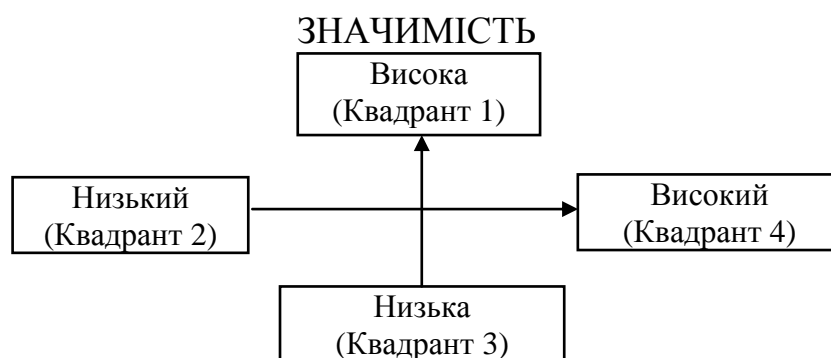 ЗНАЧИМІСТЬ
Висока
(Квадрант 1)
Низький
(Квадрант 2)
Високий
(Квадрант 4)
Низька
(Квадрант 3)